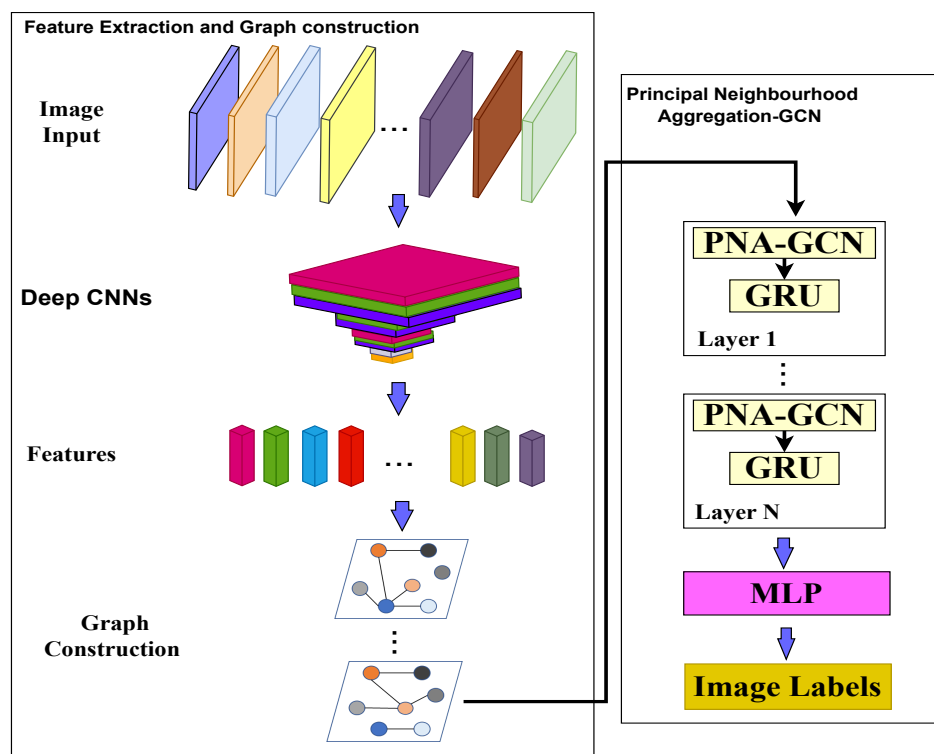 Feature Extraction and Graph construction
Image
Input
...
Deep CNNs
Features
...
Graph
Construction
...
Principal Neighbourhood
Aggregation-GCN
PNA-GCN
GRU
Layer 1
...
PNA-GCN
GRU
Layer N
MLP
Image Labels